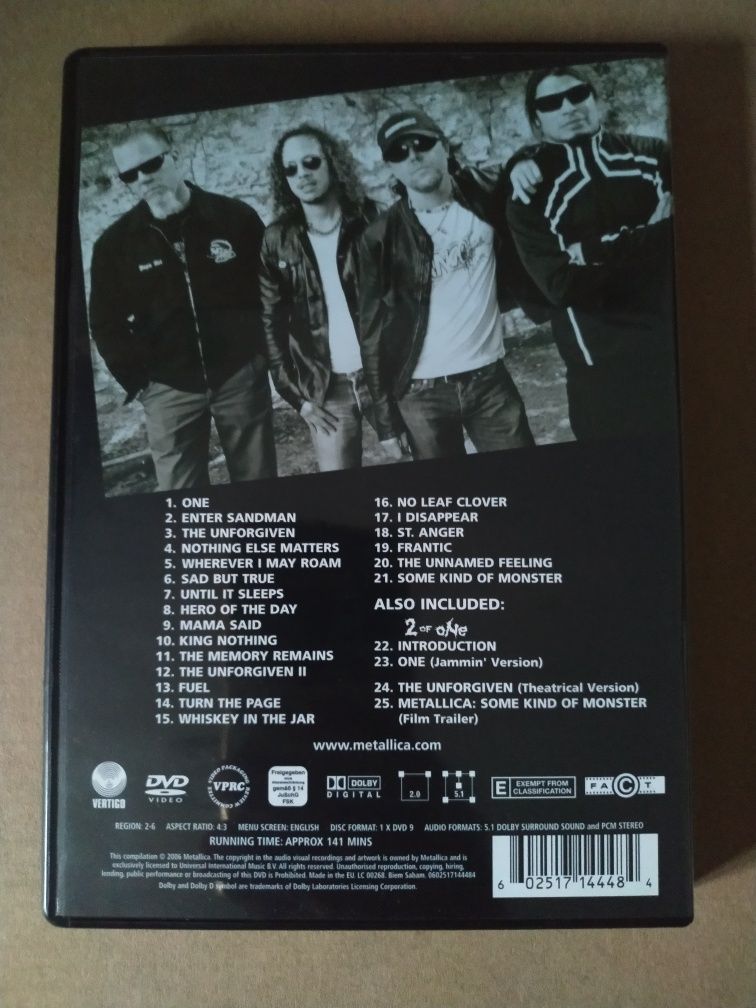 1. ONE
2. ENTER SANDMAN
3. THE UNFORGIVEN
4. NOTHING ELSE MATTERS
5. WHEREVER I MAY ROAM
6. SAD BUT TRUE
7. UNTIL IT SLEEPS
8. HERO OF THE DAY
9. MAMA SAID
10. KING NOTHING
11. THE MEMORY REMAINS
12. THE UNFORGIVEN II
13. FUEL
14. TURN THE PAGE
15. WHISKEY IN THE JAR
16. NO LEAF CLOVER
17. I DISAPPEAR
18. ST. ANGER
19. FRANTIC
20. THE UNNAMED FEELING
21. SOME KIND OF MONSTER
ALSO INCLUDED:
2 OF ONE
22. INTRODUCTION
23. ONE (Jammin' Version)
24. THE UNFORGIVEN (Theatrical Version)
25. METALLICA: SOME KIND OF MONSTER
(Film Trailer)
www.metallica.com
VERTIGO
DVD
VIDEO
VIDEO PACKAGING REVIEW COMMITTEE
VPRC
Freigegeben
ohne
Altersbeschränkung
gemäß § 14
JuSchG
FSK
DOLBY
DIGITAL
2.0
5.1
E EXEMPT FROM
CLASSIFICATION
FACT
REGION: 2-6 ASPECT RATIO: 4:3 MENU SCREEN: ENGLISH DISC FORMAT: 1 X DVD 9 AUDIO FORMATS: 5.1 DOLBY SURROUND SOUND and PCM STEREO
RUNNING TIME: APPROX 141 MINS
This compilation © 2006 Metallica. The copyright in the audio visual recordings and artwork is owned by Metallica and is
exclusively licensed to Universal International Music B.V. All rights reserved. Unauthorised reproduction, copying, hiring,
lending, public performance or broadcasting of this DVD is Prohibited. Made in the EU. LC 00268. Biem Sabam. 0602517144484
Dolby and Dolby D symbol are trademarks of Dolby Laboratories Licensing Corporation.
6 02517 14448 4